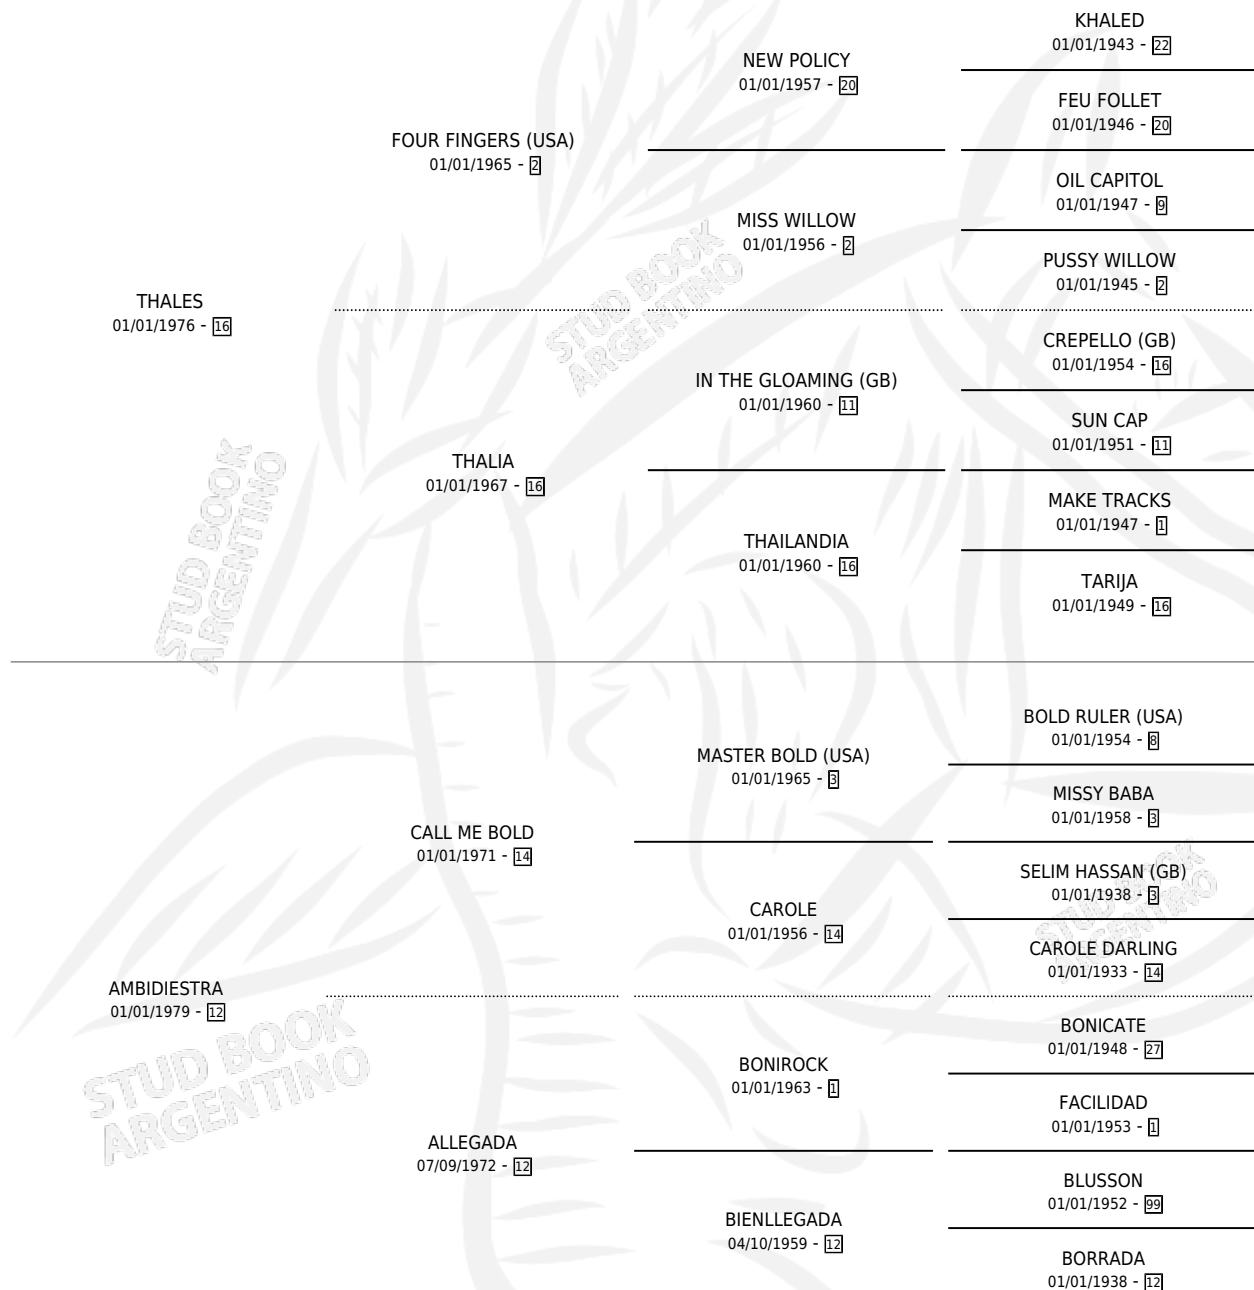 KHALED
01/01/1943 - 22
NEW POLICY
01/01/1957 - 20
FEU FOLLET
01/01/1946 - 20
FOUR FINGERS (USA)
01/01/1965 - 2
OIL CAPITOL
01/01/1947 - 9
MISS WILLOW
01/01/1956 - 2
PUSSY WILLOW
01/01/1945 - 2
THALES
01/01/1976 - 16
STUD BOOK
ARGENTINO
CREPELLO (GB)
01/01/1954 - 16
IN THE GLOAMING (GB)
01/01/1960 - 11
SUN CAP
01/01/1951 - 11
THALIA
01/01/1967 - 16
MAKE TRACKS
01/01/1947 - 1
THAILANDIA
01/01/1960 - 16
TARIJA
01/01/1949 - 16
STUD BOOK
ARGENTINO
BOLD RULER (USA)
01/01/1954 - 8
MASTER BOLD (USA)
01/01/1965 - 3
MISSY BABA
01/01/1958 - 3
CALL ME BOLD
01/01/1971 - 14
SELIM HASSAN (GB)
01/01/1938 - 3
CAROLE
01/01/1956 - 14
CAROLE DARLING
01/01/1933 - 14
STUD BOOK
ARGENTINO
AMBIDIESTRA
01/01/1979 - 12
BONICATE
01/01/1948 - 27
BONIROCK
01/01/1963 - 1
FACILIDAD
01/01/1953 - 1
STUD BOOK
ARGENTINO
ALLEGADA
07/09/1972 - 12
BLUSSON
01/01/1952 - 99
BIENLLEGADA
04/10/1959 - 12
BORRADA
01/01/1938 - 12